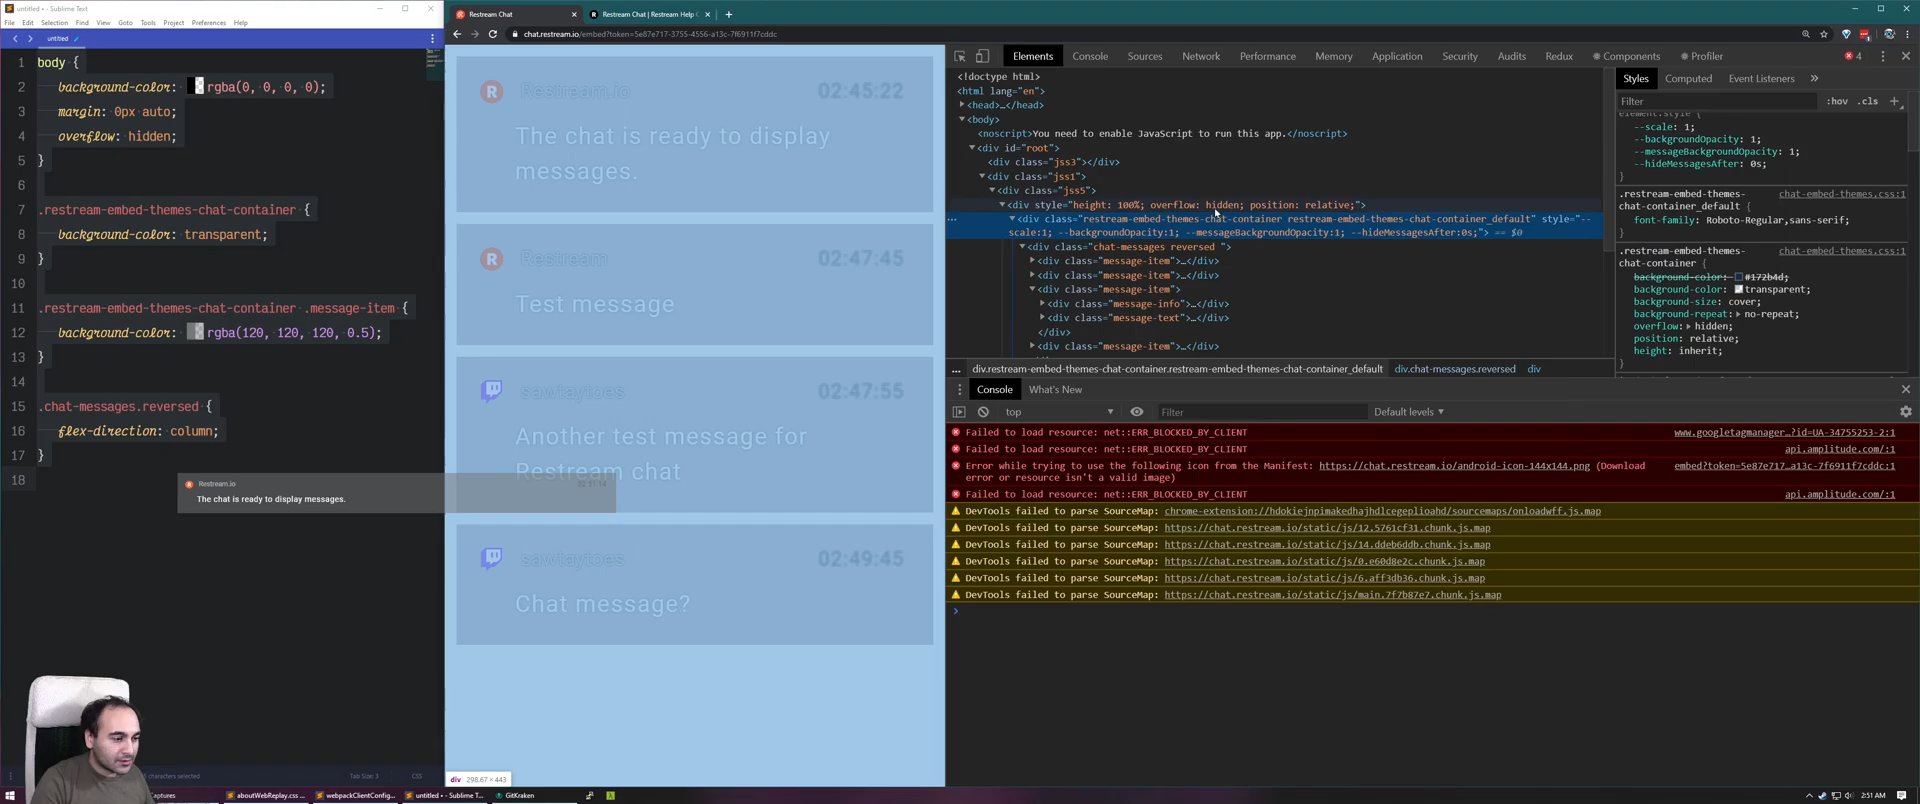 untitled • - Sublime Text
File Edit Selection Find View Goto Tools Project Preferences Help
untitled
1 body {
2 background-color: rgba(0, 0, 0, 0);
3 margin: 0px auto;
4 overflow: hidden;
5 }
6
7 .restream-embed-themes-chat-container {
8 background-color: transparent;
9 }
10
11 .restream-embed-themes-chat-container .message-item {
12 background-color: rgba(120, 120, 120, 0.5);
13 }
14
15 .chat-messages.reversed {
16 flex-direction: column;
17 }
18
Restream.io
The chat is ready to display messages.
characters selected
Tab Size: 3
CSS
Restream Chat
Restream Chat | Restream Help
chat.restream.io/embed?token=5e87e717-3755-4556-a13c-7f6911f7cddc
Restream.io 02:45:22
The chat is ready to display
messages.
Restream 02:47:45
Test message
sawtaytoes 02:47:55
Another test message for
Restream chat
sawtaytoes 02:49:45
Chat message?
div 298.67 × 443
Elements Console Sources Network Performance Memory Application Security Audits Redux Components Profiler 4
<!doctype html>
<html lang="en">
<head>…</head>
<body>
<noscript>You need to enable JavaScript to run this app.</noscript>
<div id="root">
<div class="jss3"></div>
<div class="jss1">
<div class="jss5">
<div style="height: 100%; overflow: hidden; position: relative;">
… <div class="restream-embed-themes-chat-container restream-embed-themes-chat-container_default" style="--
scale:1; --backgroundOpacity:1; --messageBackgroundOpacity:1; --hideMessagesAfter:0s;"> == $0
<div class="chat-messages reversed ">
<div class="message-item">…</div>
<div class="message-item">…</div>
<div class="message-item">
<div class="message-info">…</div>
<div class="message-text">…</div>
</div>
<div class="message-item">…</div>
... div.restream-embed-themes-chat-container.restream-embed-themes-chat-container_default div.chat-messages.reversed div
Styles Computed Event Listeners »
Filter :hov .cls +
element.style {
--scale: 1;
--backgroundOpacity: 1;
--messageBackgroundOpacity: 1;
--hideMessagesAfter: 0s;
}
.restream-embed-themes- chat-embed-themes.css:1
chat-container_default {
font-family: Roboto-Regular,sans-serif;
}
.restream-embed-themes- chat-embed-themes.css:1
chat-container {
background-color: #172b4d;
background-color: transparent;
background-size: cover;
background-repeat: no-repeat;
overflow: hidden;
position: relative;
height: inherit;
}
Console What's New
top Filter Default levels
Failed to load resource: net::ERR_BLOCKED_BY_CLIENT www.googletagmanager…?id=UA-34755253-2:1
Failed to load resource: net::ERR_BLOCKED_BY_CLIENT api.amplitude.com/:1
Error while trying to use the following icon from the Manifest: https://chat.restream.io/android-icon-144x144.png (Download embed?token=5e87e717…a13c-7f6911f7cddc:1
error or resource isn't a valid image)
Failed to load resource: net::ERR_BLOCKED_BY_CLIENT api.amplitude.com/:1
DevTools failed to parse SourceMap: chrome-extension://hdokiejnpimakedhajhdlcegeplioahd/sourcemaps/onloadwff.js.map
DevTools failed to parse SourceMap: https://chat.restream.io/static/js/12.5761cf31.chunk.js.map
DevTools failed to parse SourceMap: https://chat.restream.io/static/js/14.ddeb6ddb.chunk.js.map
DevTools failed to parse SourceMap: https://chat.restream.io/static/js/0.e60d8e2c.chunk.js.map
DevTools failed to parse SourceMap: https://chat.restream.io/static/js/6.aff3db36.chunk.js.map
DevTools failed to parse SourceMap: https://chat.restream.io/static/js/main.7f7b87e7.chunk.js.map
Captures aboutWebReplay.css ... webpackClientConfig... untitled • - Sublime T... GitKraken 2:51 AM